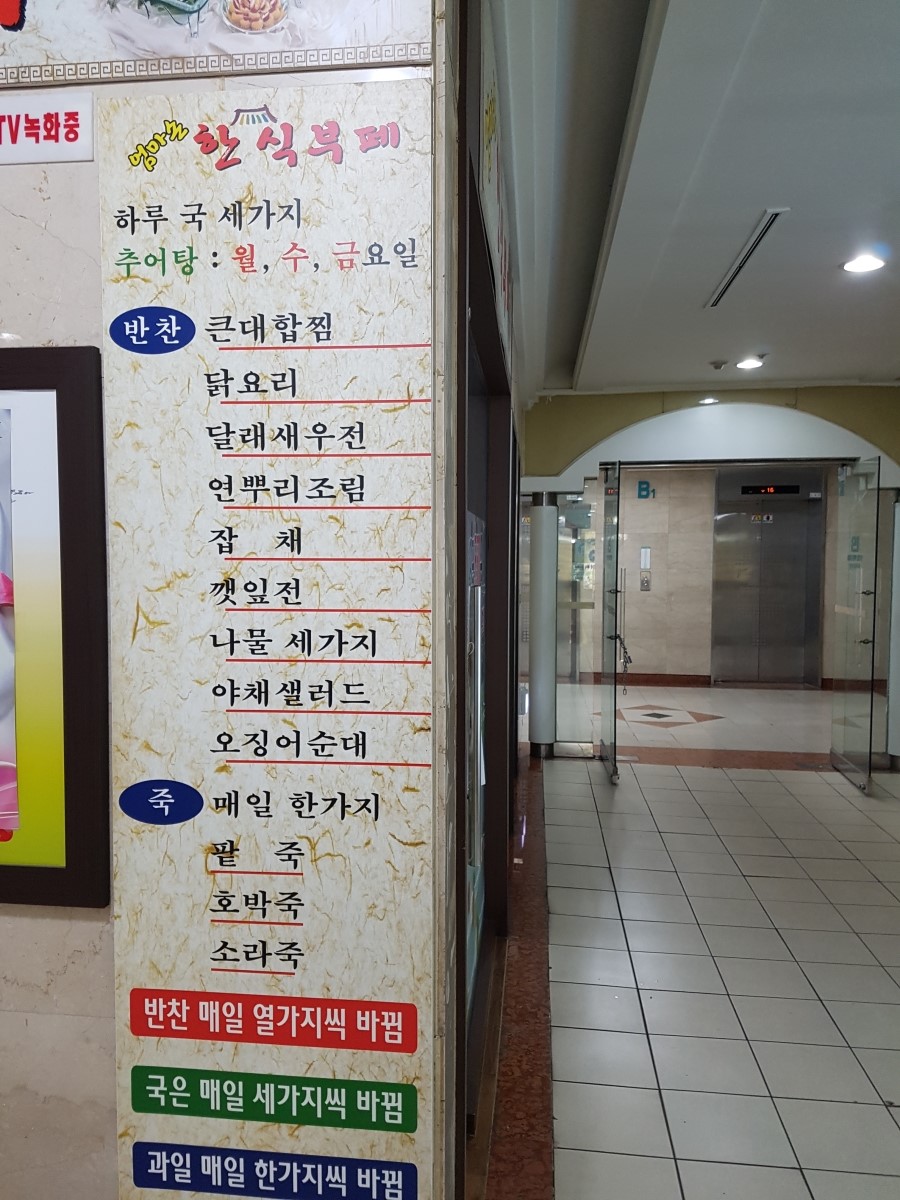 TV녹화중
엄마손 한식부페
하루 국 세가지
추어탕 : 월, 수, 금요일
반찬 큰대합찜
닭요리
달래새우전
연뿌리조림
잡 채
깻잎전
나물 세가지
야채샐러드
오징어순대
죽 매일 한가지
팥 죽
호박죽
소라죽
반찬 매일 열가지씩 바뀜
국은 매일 세가지씩 바뀜
과일 매일 한가지씩 바뀜
B1